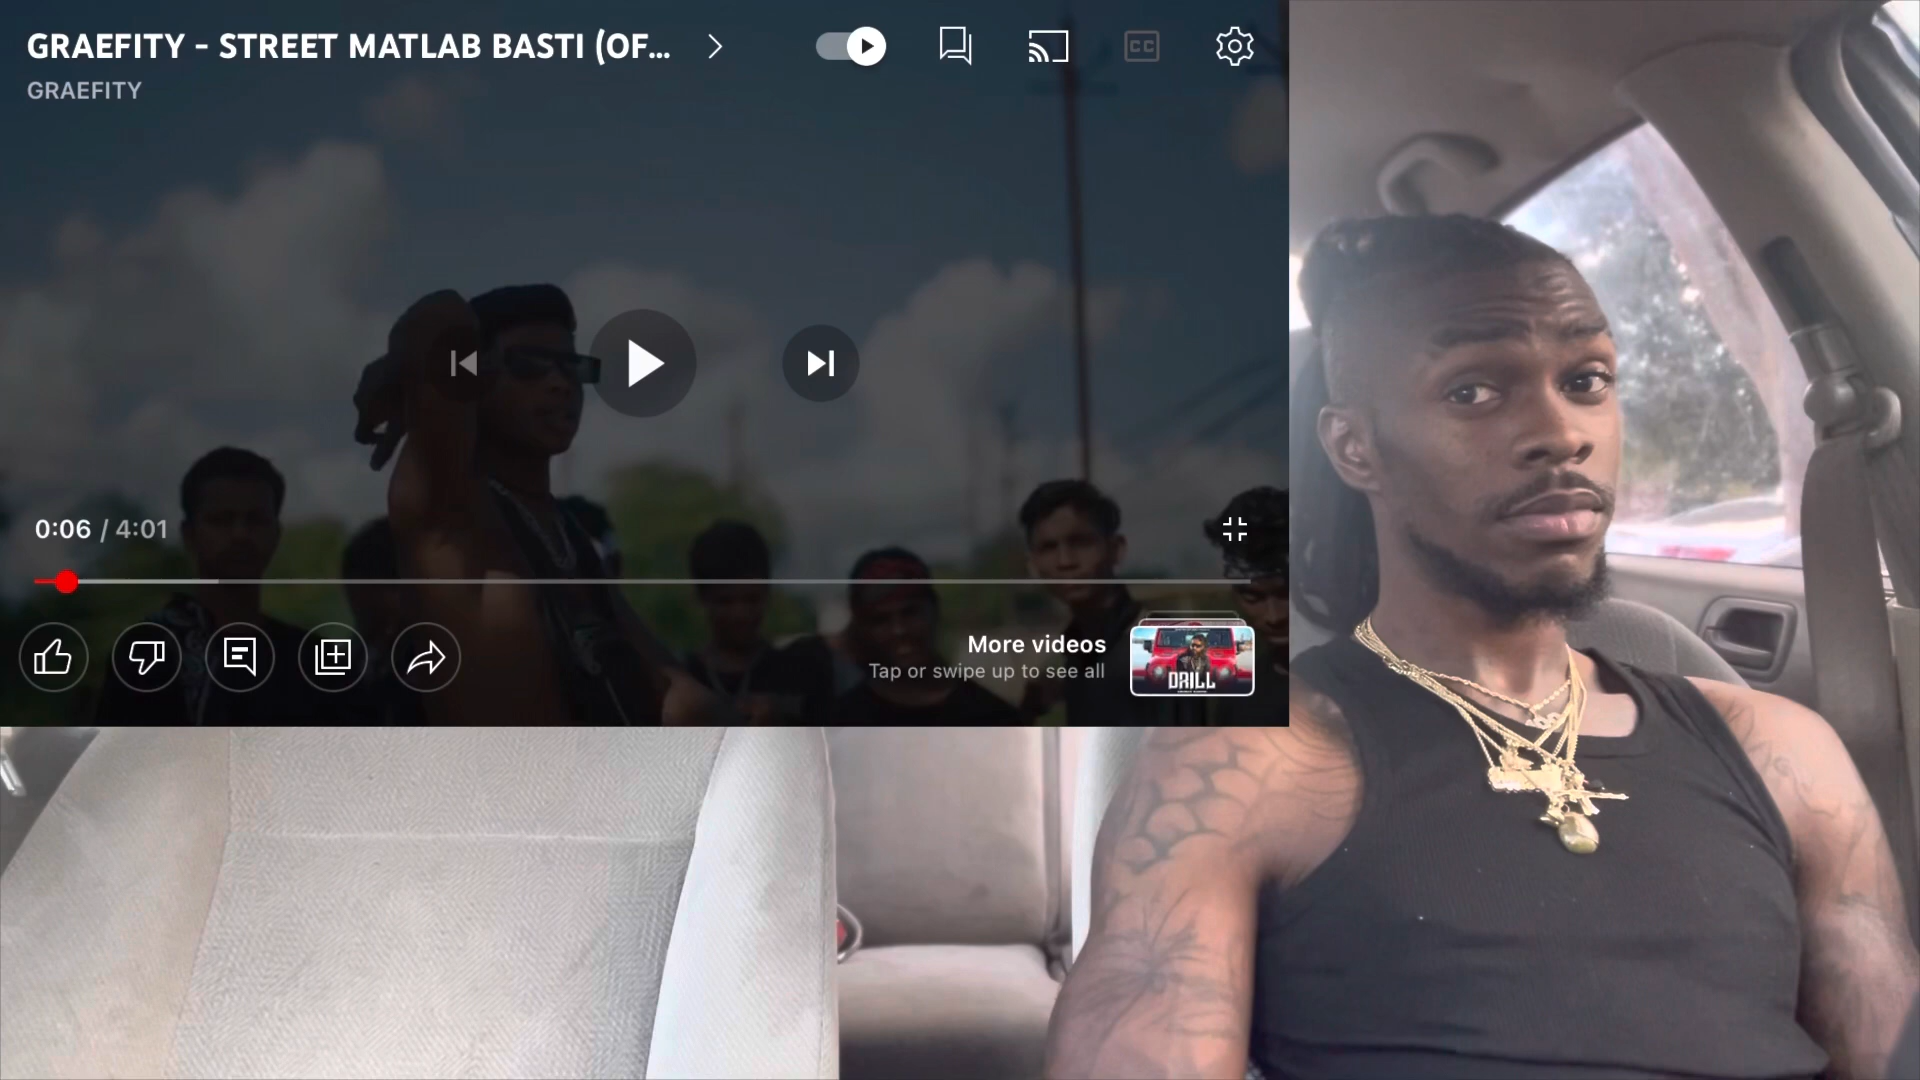 GRAEFITY - STREET MATLAB BASTI (OF...
GRAEFITY
CC
0:06 / 4:01
More videos
Tap or swipe up to see all
DRILL